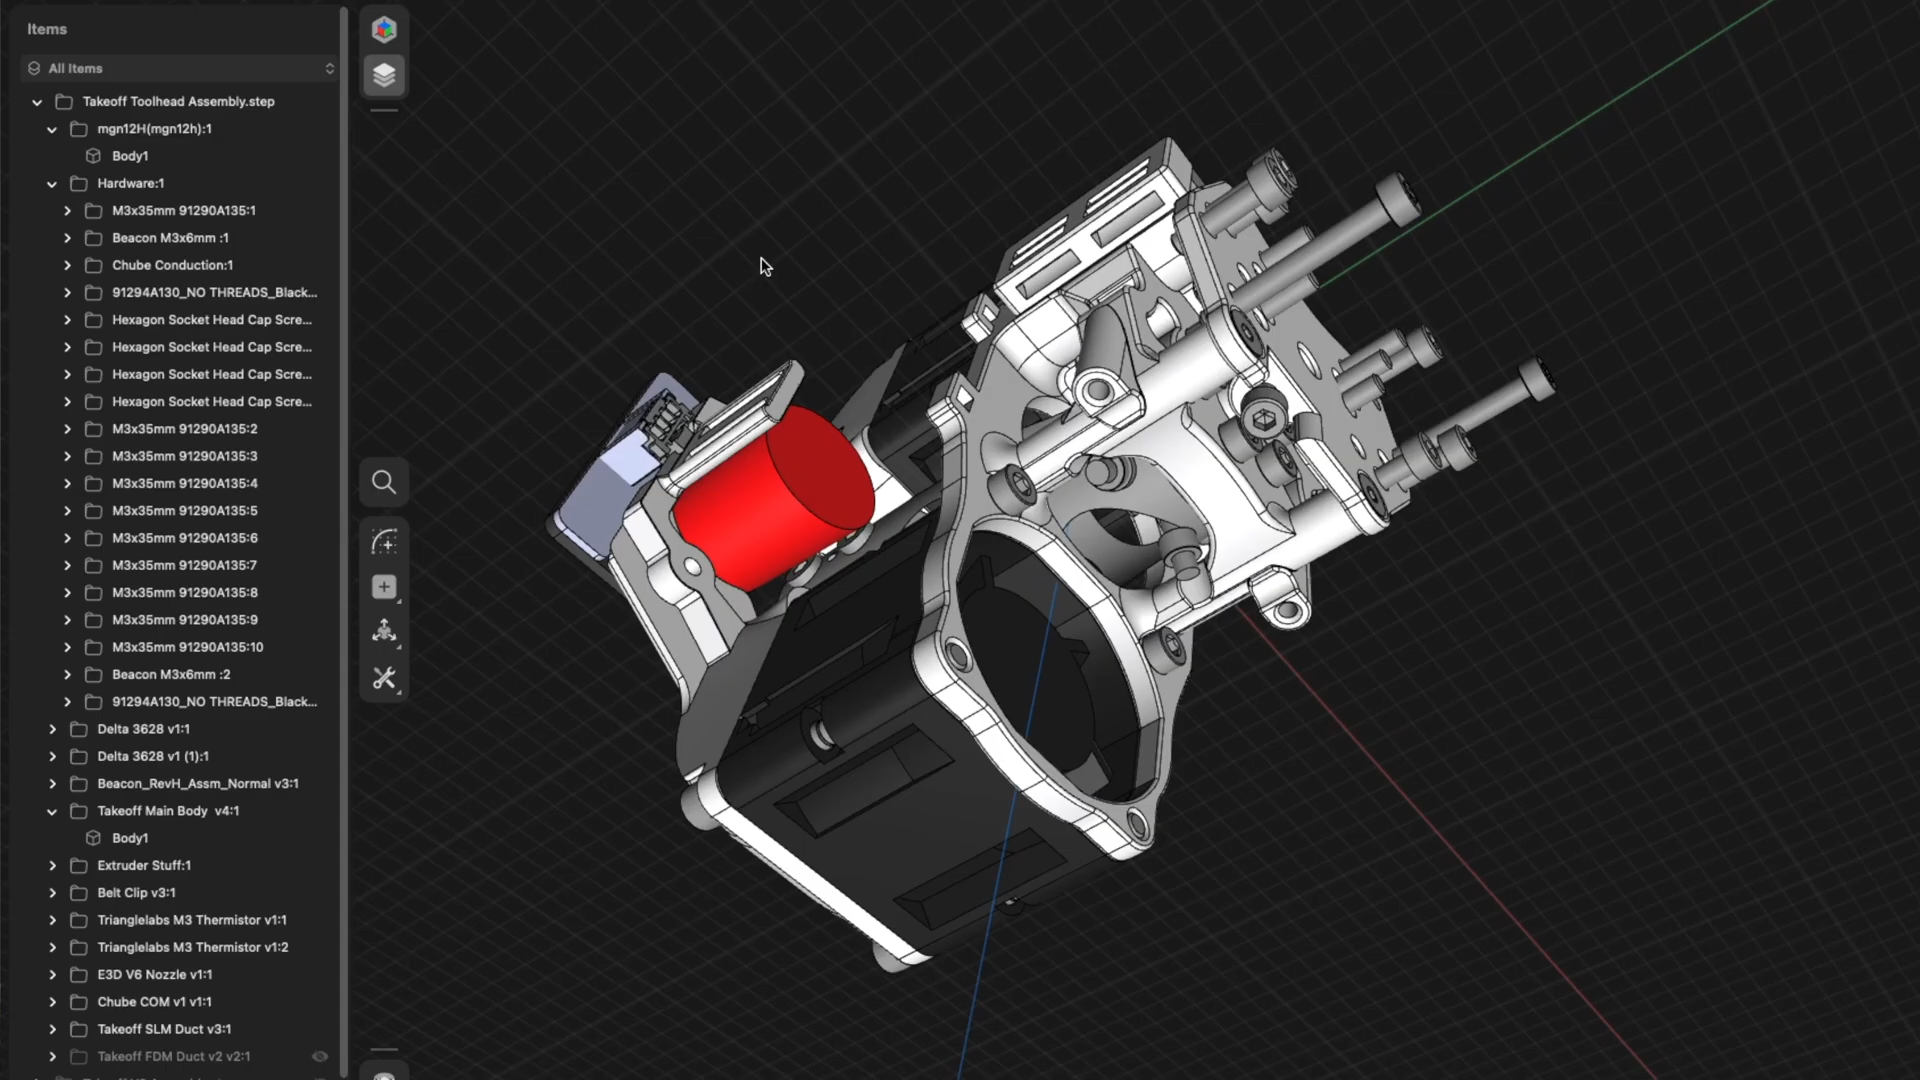 Items
All Items
Takeoff Toolhead Assembly.step
mgn12H(mgn12h):1
Body1
Hardware:1
M3x35mm 91290A135:1
Beacon M3x6mm :1
Chube Conduction:1
91294A130_NO THREADS_Black...
Hexagon Socket Head Cap Scre...
Hexagon Socket Head Cap Scre...
Hexagon Socket Head Cap Scre...
Hexagon Socket Head Cap Scre...
M3x35mm 91290A135:2
M3x35mm 91290A135:3
M3x35mm 91290A135:4
M3x35mm 91290A135:5
M3x35mm 91290A135:6
M3x35mm 91290A135:7
M3x35mm 91290A135:8
M3x35mm 91290A135:9
M3x35mm 91290A135:10
Beacon M3x6mm :2
91294A130_NO THREADS_Black...
Delta 3628 v1:1
Delta 3628 v1 (1):1
Beacon_RevH_Assm_Normal v3:1
Takeoff Main Body  v4:1
Body1
Extruder Stuff:1
Belt Clip v3:1
Trianglelabs M3 Thermistor v1:1
Trianglelabs M3 Thermistor v1:2
E3D V6 Nozzle v1:1
Chube COM v1 v1:1
Takeoff SLM Duct v3:1
Takeoff FDM Duct v2 v2:1